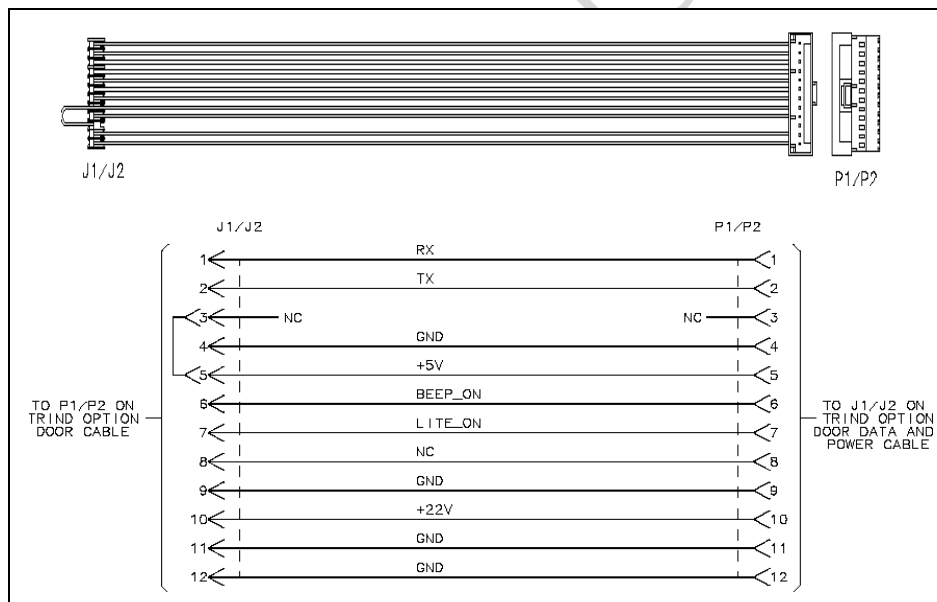 J1/J2
P1/P2
J1/J2 P1/P2
1 RX 1
2 TX 2
3 NC NC 3
4 GND 4
5 +5V 5
6 BEEP_ON 6
7 LITE_ON 7
8 NC 8
9 GND 9
10 +22V 10
11 GND 11
12 GND 12
TO P1/P2 ON
TRIND OPTION
DOOR CABLE
TO J1/J2 ON
TRIND OPTION
DOOR DATA AND
POWER CABLE